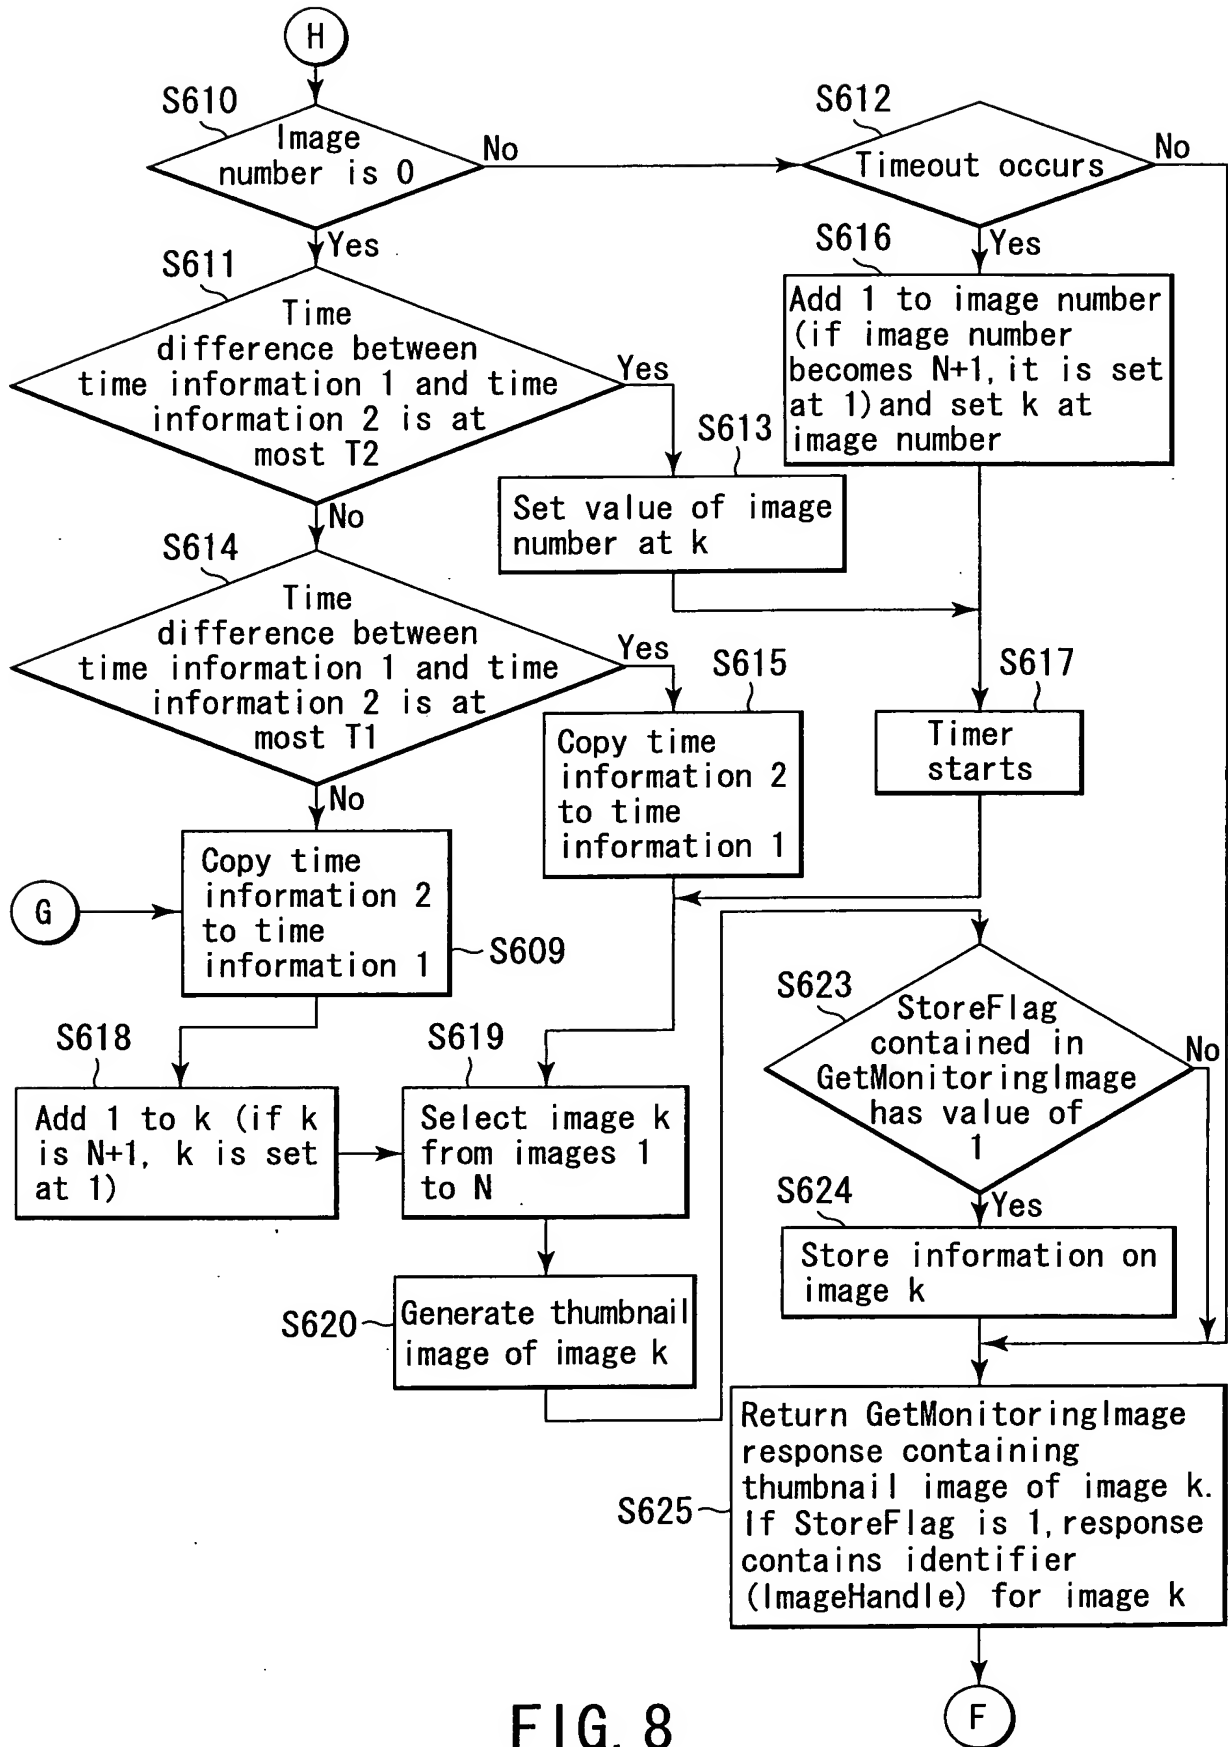 H
S610
Image
number is 0
No
S612
Timeout occurs
No
Yes
S611
Time
difference between
time information 1 and time
information 2 is at
most T2
Yes
No
S616
Yes
Add 1 to image number
(if image number
becomes N+1, it is set
at 1)and set k at
image number
S613
Set value of image
number at k
S614
Time
difference between
time information 1 and time
information 2 is at
most T1
Yes
No
S615
Copy time
information 2
to time
information 1
S617
Timer
starts
G
Copy time
information 2
to time
information 1
S609
S618
Add 1 to k (if k
is N+1, k is set
at 1)
S619
Select image k
from images 1
to N
S620
Generate thumbnail
image of image k
S623
StoreFlag
contained in
GetMonitoringImage
has value of
1
No
Yes
S624
Store information on
image k
S625
Return GetMonitoringImage
response containing
thumbnail image of image k.
If StoreFlag is 1, response
contains identifier
(ImageHandle) for image k
F
FIG. 8